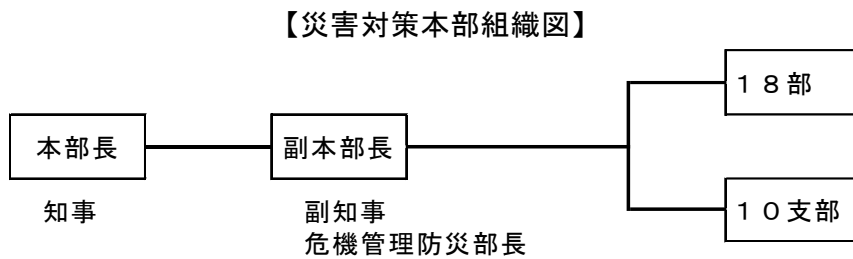 【災害対策本部組織図】
１８部
本部長
副本部長
知事
副知事
危機管理防災部長
１０支部